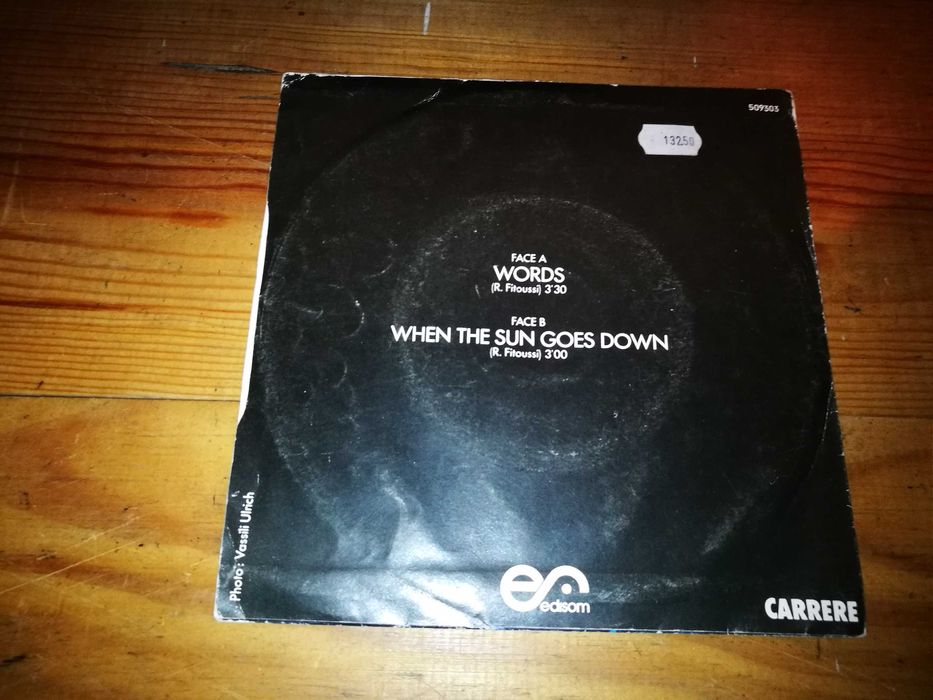 509303
13250
FACE A
WORDS
(R. Fitoussi) 3'30
FACE B
WHEN THE SUN GOES DOWN
(R. Fitoussi) 3'00
Photo : Vassili Ulrich
edisom
CARRERE